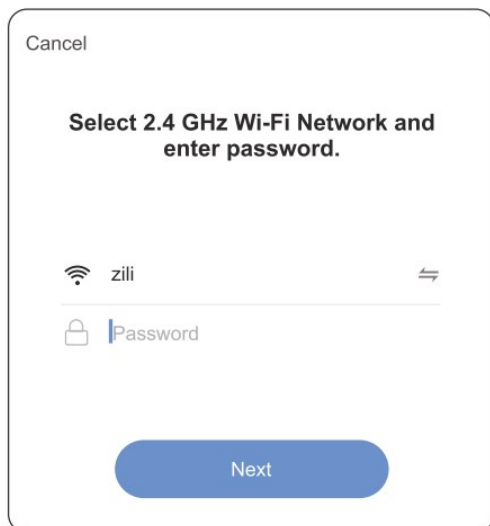 Cancel
Select 2.4 GHz Wi-Fi Network and
enter password.
zili
Password
Next